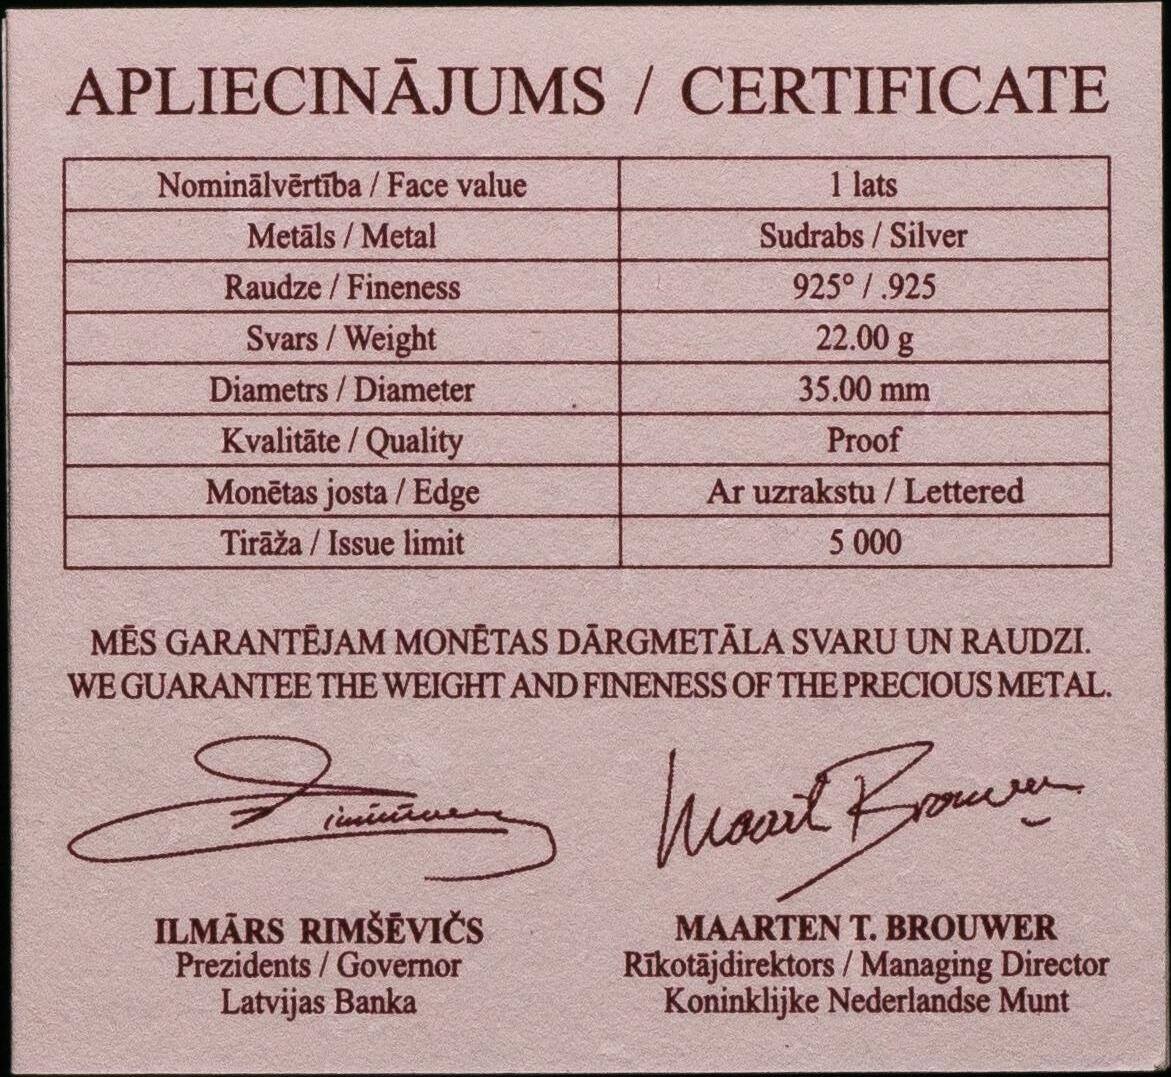 APLIECINĀJUMS / CERTIFICATE
Nominālvērtība / Face value 1 lats
Metāls / Metal Sudrabs / Silver
Raudze / Fineness 925° / .925
Svars / Weight 22.00 g
Diametrs / Diameter 35.00 mm
Kvalitāte / Quality Proof
Monētas josta / Edge Ar uzrakstu / Lettered
Tirāža / Issue limit 5 000
MĒS GARANTĒJAM MONĒTAS DĀRGMETĀLA SVARU UN RAUDZI.
WE GUARANTEE THE WEIGHT AND FINENESS OF THE PRECIOUS METAL.
Maart Brouwer
ILMĀRS RIMŠĒVIČS
Prezidents / Governor
Latvijas Banka
MAARTEN T. BROUWER
Rīkotājdirektors / Managing Director
Koninklijke Nederlandse Munt